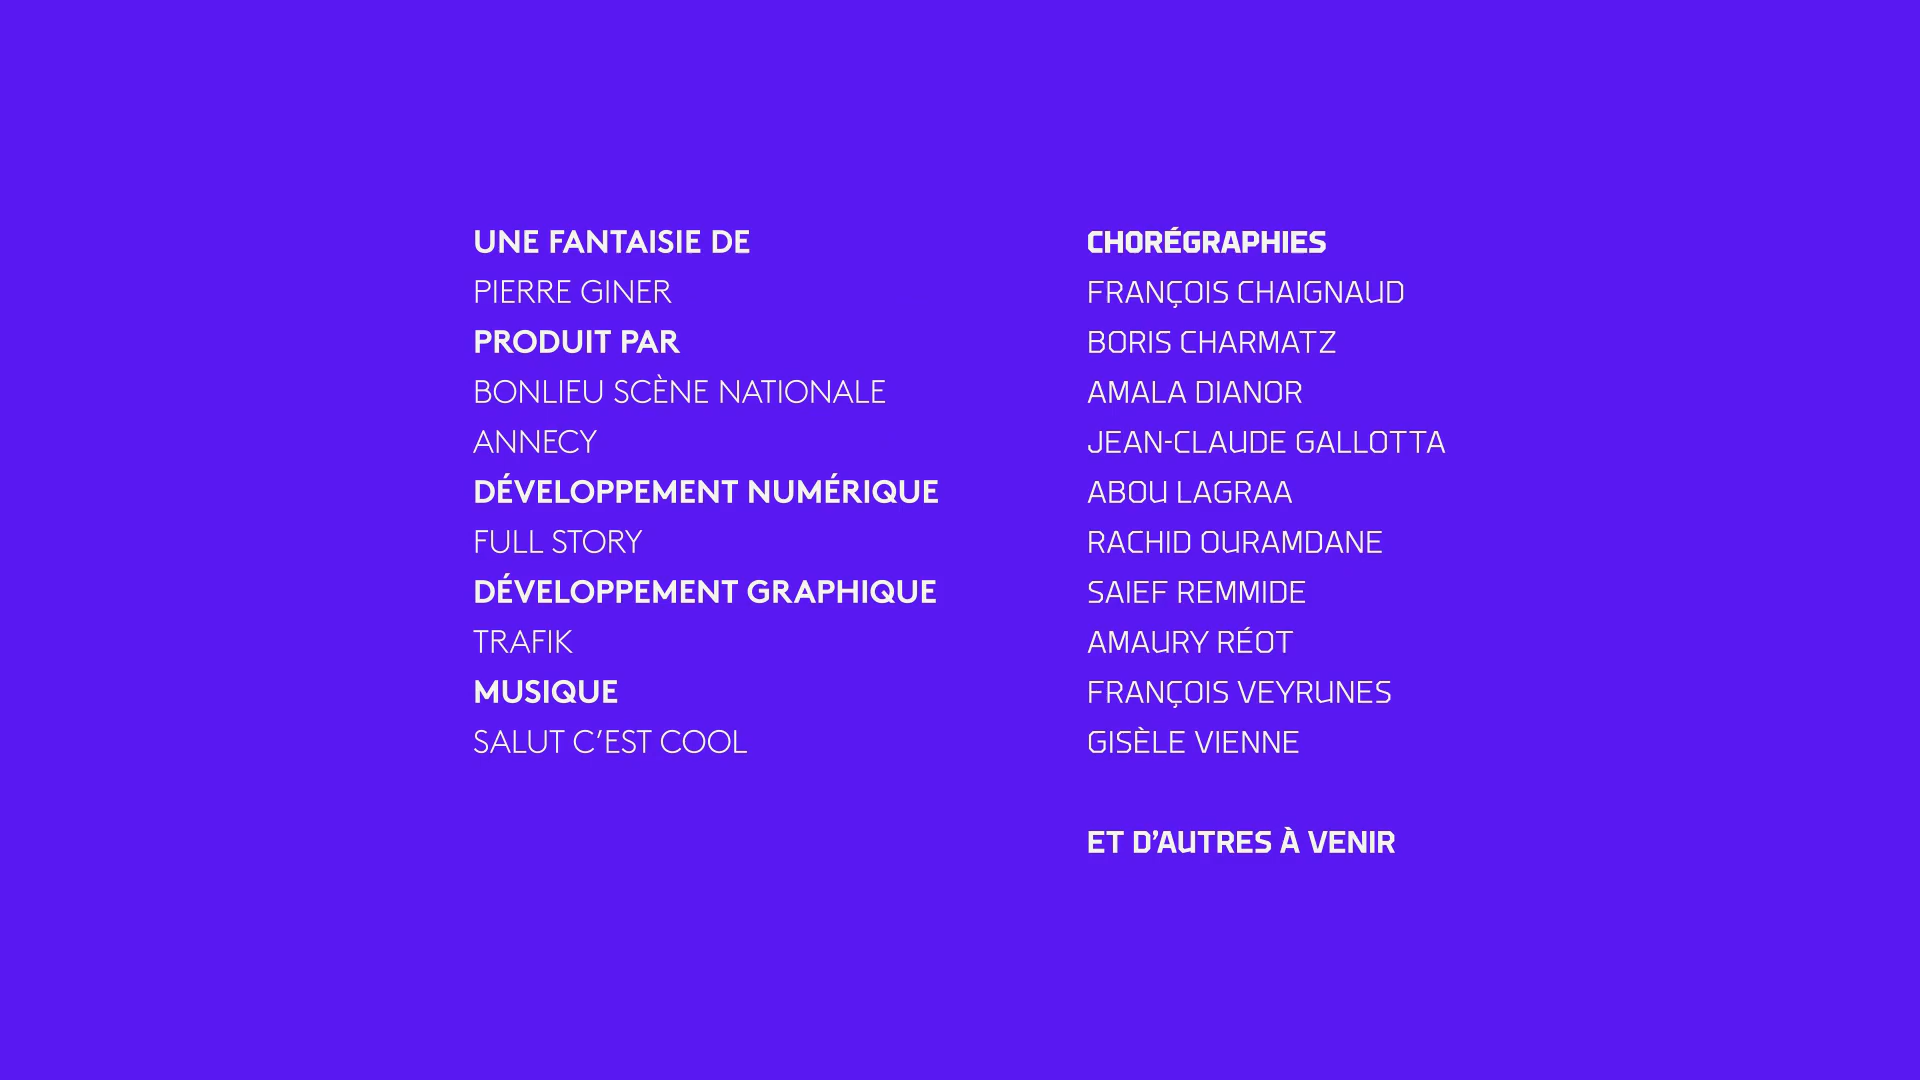 UNE FANTAISIE DE
PIERRE GINER
PRODUIT PAR
BONLIEU SCÈNE NATIONALE
ANNECY
DÉVELOPPEMENT NUMÉRIQUE
FULL STORY
DÉVELOPPEMENT GRAPHIQUE
TRAFIK
MUSIQUE
SALUT C’EST COOL
CHORÉGRAPHIES
FRANÇOIS CHAIGNAUD
BORIS CHARMATZ
AMALA DIANOR
JEAN-CLAUDE GALLOTTA
ABOU LAGRAA
RACHID OURAMDANE
SAIEF REMMIDE
AMAURY RÉOT
FRANÇOIS VEYRUNES
GISÈLE VIENNE
ET D’AUTRES À VENIR